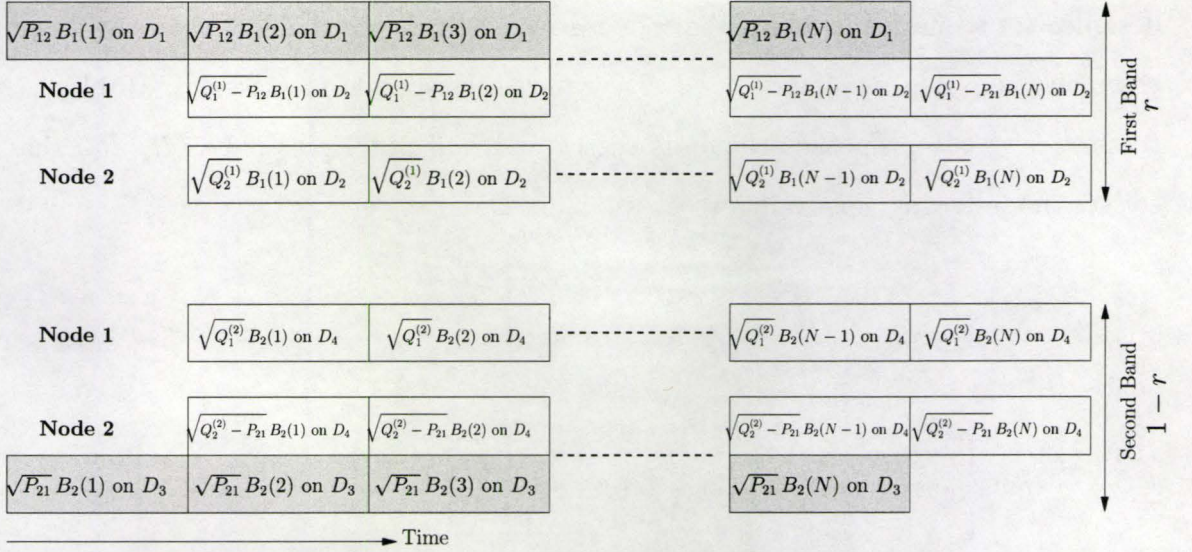 √P₁₂ B₁(1) on D₁ √P₁₂ B₁(2) on D₁ √P₁₂ B₁(3) on D₁ √P₁₂ B₁(N) on D₁
Node 1 √(Q₁⁽¹⁾ − P₁₂) B₁(1) on D₂ √(Q₁⁽¹⁾ − P₁₂) B₁(2) on D₂ √(Q₁⁽¹⁾ − P₁₂) B₁(N − 1) on D₂ √(Q₁⁽¹⁾ − P₂₁) B₁(N) on D₂
Node 2 √(Q₂⁽¹⁾) B₁(1) on D₂ √(Q₂⁽¹⁾) B₁(2) on D₂ √(Q₂⁽¹⁾) B₁(N − 1) on D₂ √(Q₂⁽¹⁾) B₁(N) on D₂
First Band
r
Node 1 √(Q₁⁽²⁾) B₂(1) on D₄ √(Q₁⁽²⁾) B₂(2) on D₄ √(Q₁⁽²⁾) B₂(N − 1) on D₄ √(Q₁⁽²⁾) B₂(N) on D₄
Node 2 √(Q₂⁽²⁾ − P₂₁) B₂(1) on D₄ √(Q₂⁽²⁾ − P₂₁) B₂(2) on D₄ √(Q₂⁽²⁾ − P₂₁) B₂(N − 1) on D₄ √(Q₂⁽²⁾ − P₂₁) B₂(N) on D₄
√P₂₁ B₂(1) on D₃ √P₂₁ B₂(2) on D₃ √P₂₁ B₂(3) on D₃ √P₂₁ B₂(N) on D₃
Second Band
1 − r
Time